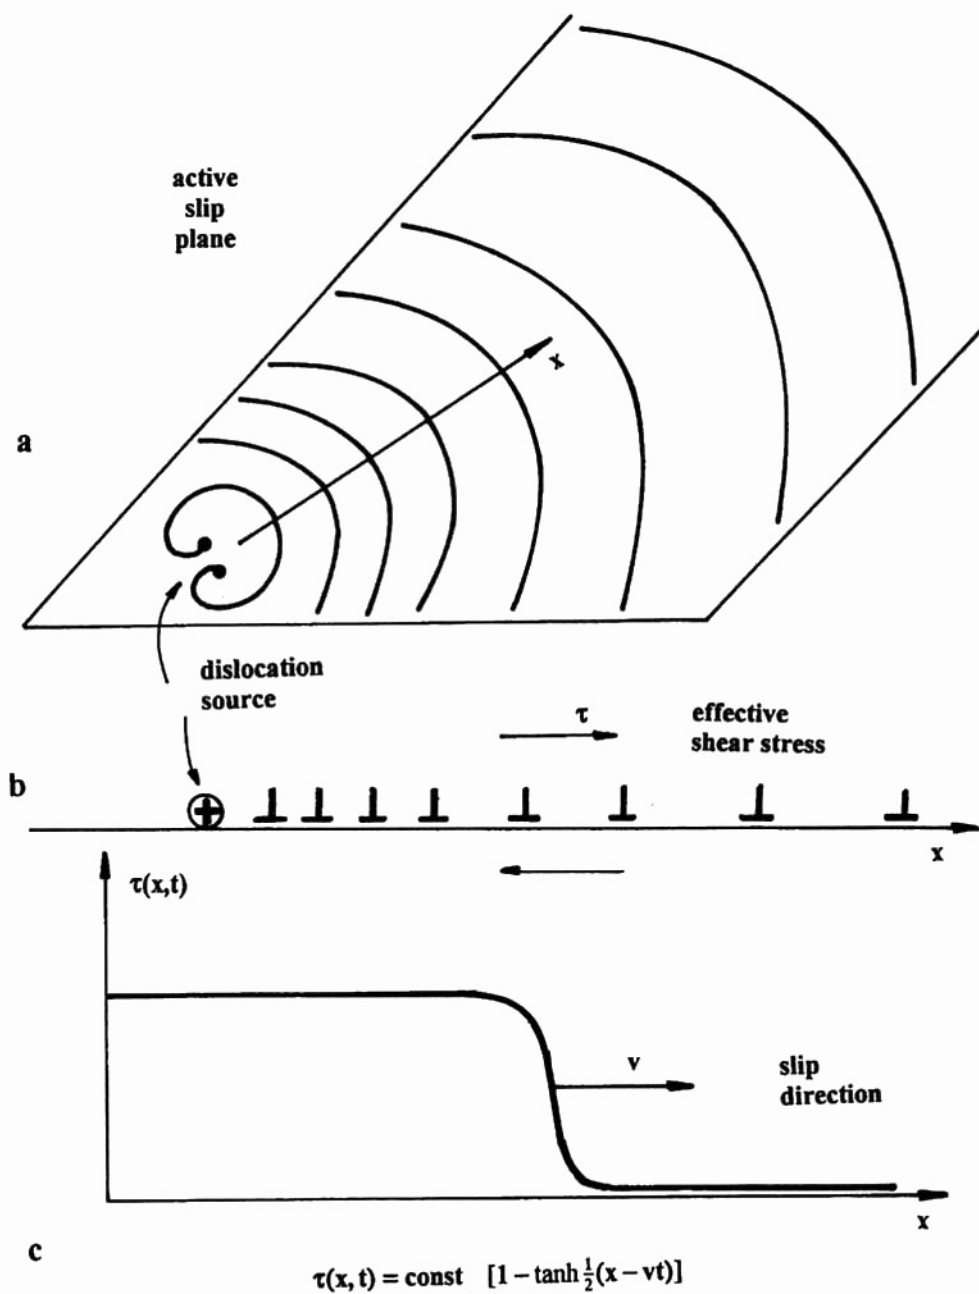 active
slip
plane
x
a
dislocation
source
τ
effective
shear stress
b
x
τ(x,t)
v
slip
direction
x
c
τ(x, t) = const [1 − tanh ½(x − vt)]